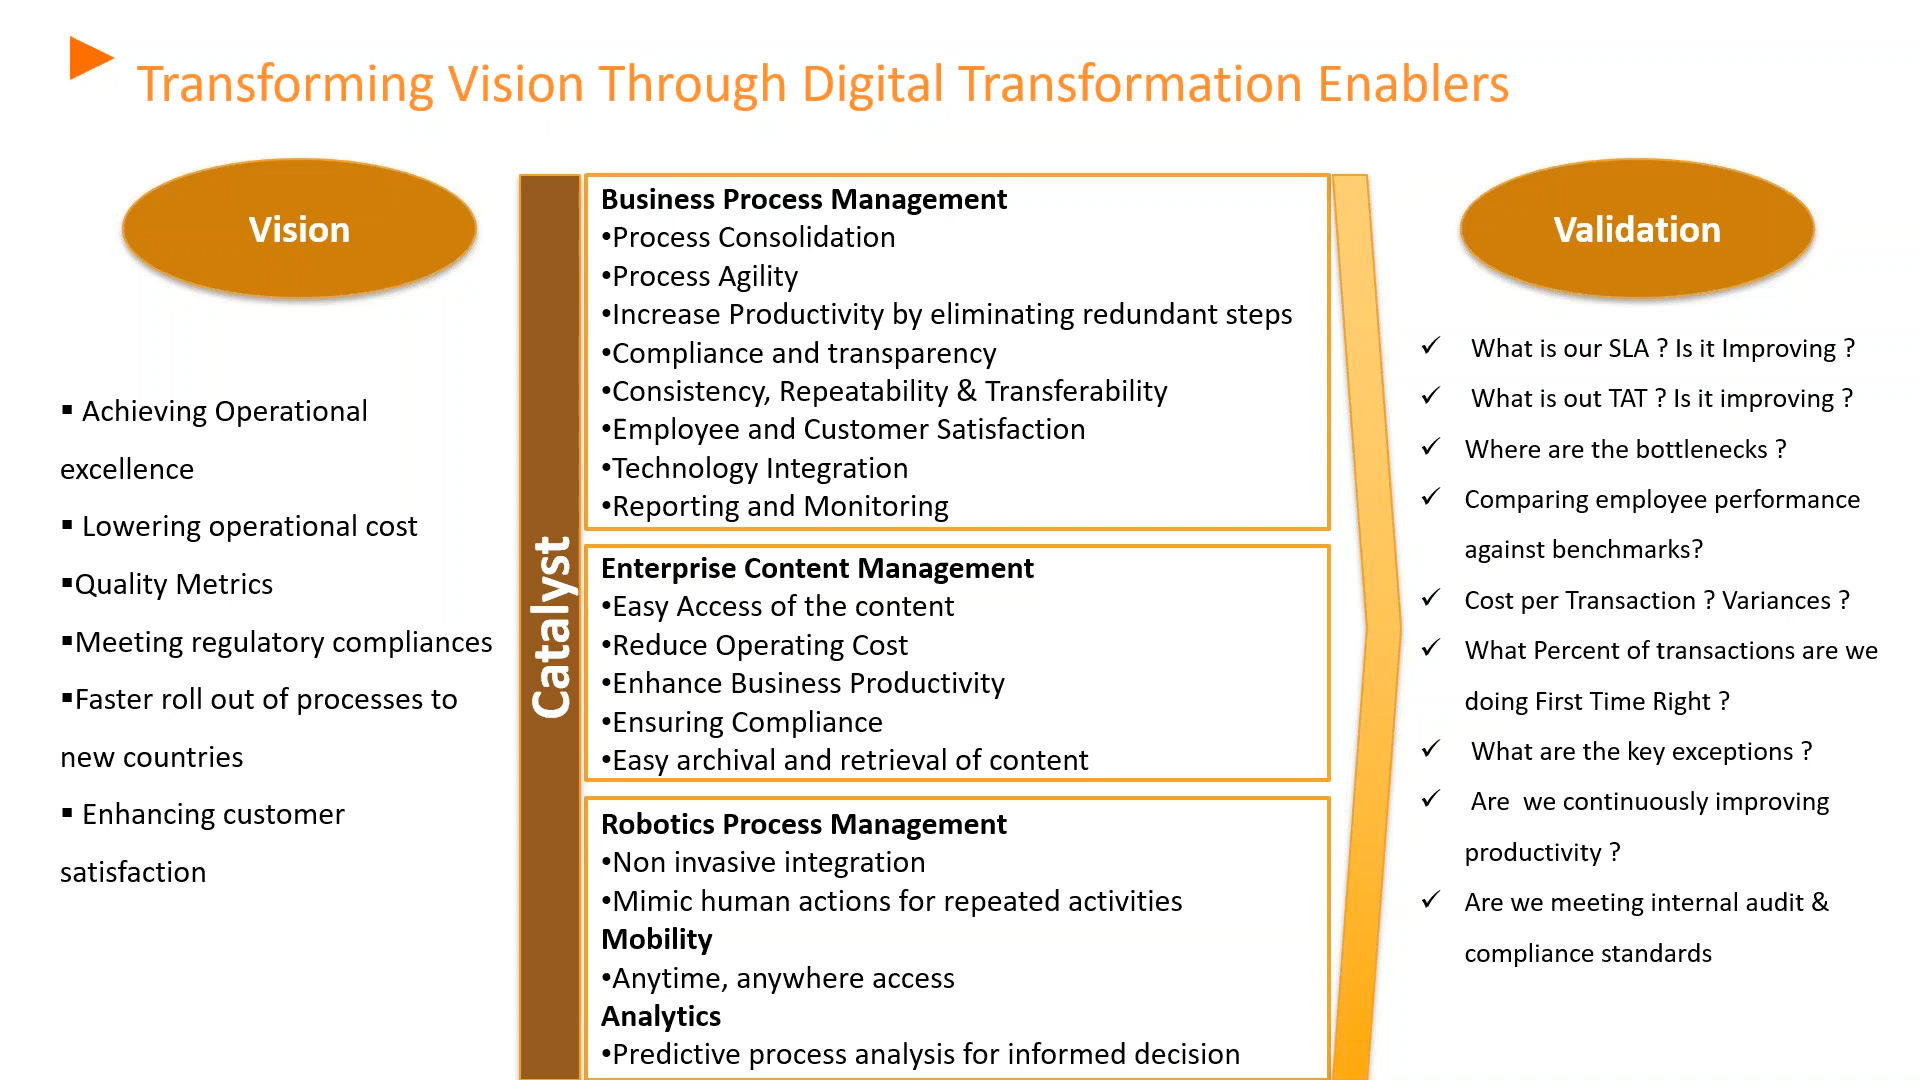 Transforming Vision Through Digital Transformation Enablers
Vision
▪ Achieving Operational
excellence
▪ Lowering operational cost
▪Quality Metrics
▪Meeting regulatory compliances
▪Faster roll out of processes to
new countries
▪ Enhancing customer
satisfaction
Catalyst
Business Process Management
•Process Consolidation
•Process Agility
•Increase Productivity by eliminating redundant steps
•Compliance and transparency
•Consistency, Repeatability & Transferability
•Employee and Customer Satisfaction
•Technology Integration
•Reporting and Monitoring
Enterprise Content Management
•Easy Access of the content
•Reduce Operating Cost
•Enhance Business Productivity
•Ensuring Compliance
•Easy archival and retrieval of content
Robotics Process Management
•Non invasive integration
•Mimic human actions for repeated activities
Mobility
•Anytime, anywhere access
Analytics
•Predictive process analysis for informed decision
Validation
✓ What is our SLA ? Is it Improving ?
✓ What is out TAT ? Is it improving ?
✓ Where are the bottlenecks ?
✓ Comparing employee performance
against benchmarks?
✓ Cost per Transaction ? Variances ?
✓ What Percent of transactions are we
doing First Time Right ?
✓ What are the key exceptions ?
✓ Are we continuously improving
productivity ?
✓ Are we meeting internal audit &
compliance standards